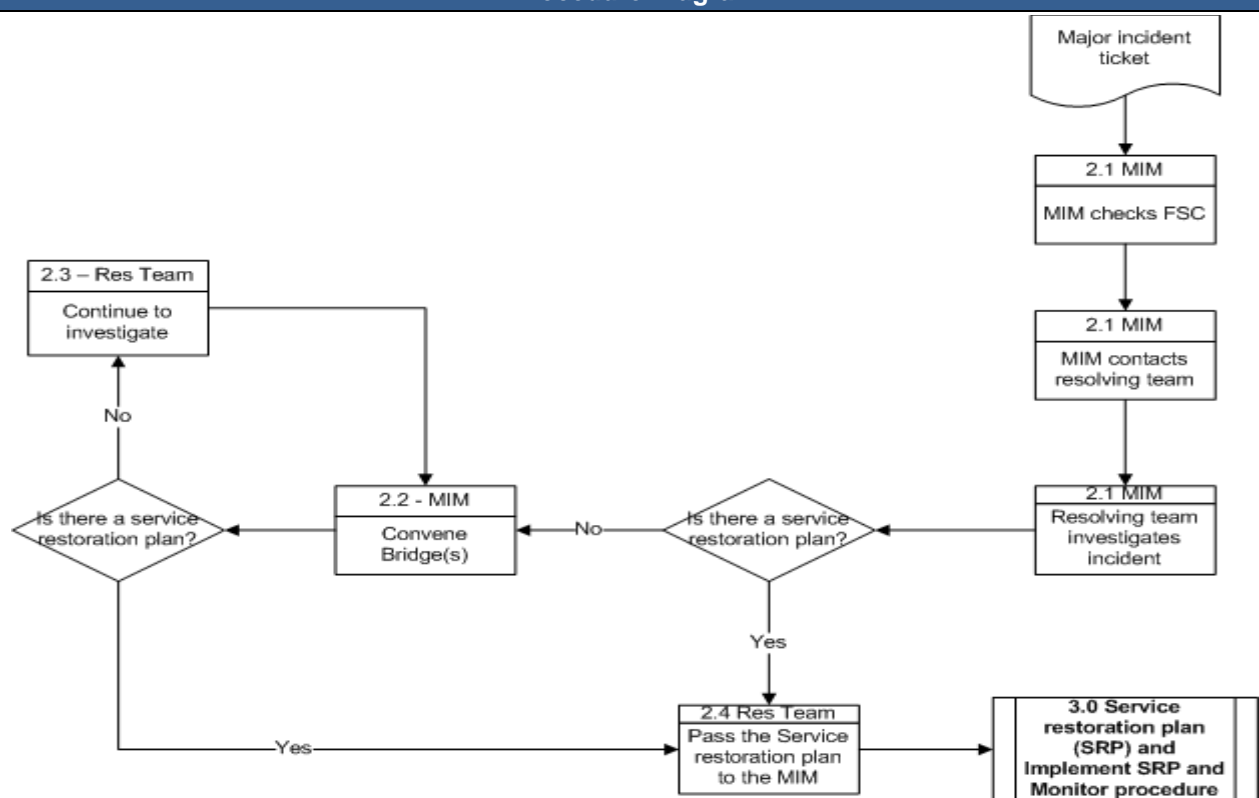 Major incident
ticket
2.1 MIM
MIM checks FSC
2.1 MIM
MIM contacts
resolving team
2.1 MIM
Resolving team
investigates
incident
Is there a service
restoration plan?
No
Yes
2.2 - MIM
Convene
Bridge(s)
Is there a service
restoration plan?
No
2.3 – Res Team
Continue to
investigate
Yes
2.4 Res Team
Pass the Service
restoration plan
to the MIM
3.0 Service
restoration plan
(SRP) and
Implement SRP and
Monitor procedure